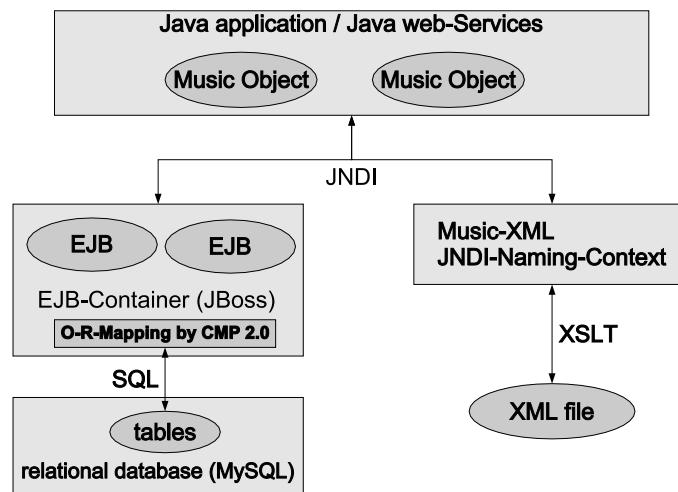 Java application / Java web-Services
Music Object
Music Object
JNDI
EJB
EJB
EJB-Container (JBoss)
O-R-Mapping by CMP 2.0
SQL
tables
relational database (MySQL)
Music-XML
JNDI-Naming-Context
XSLT
XML file